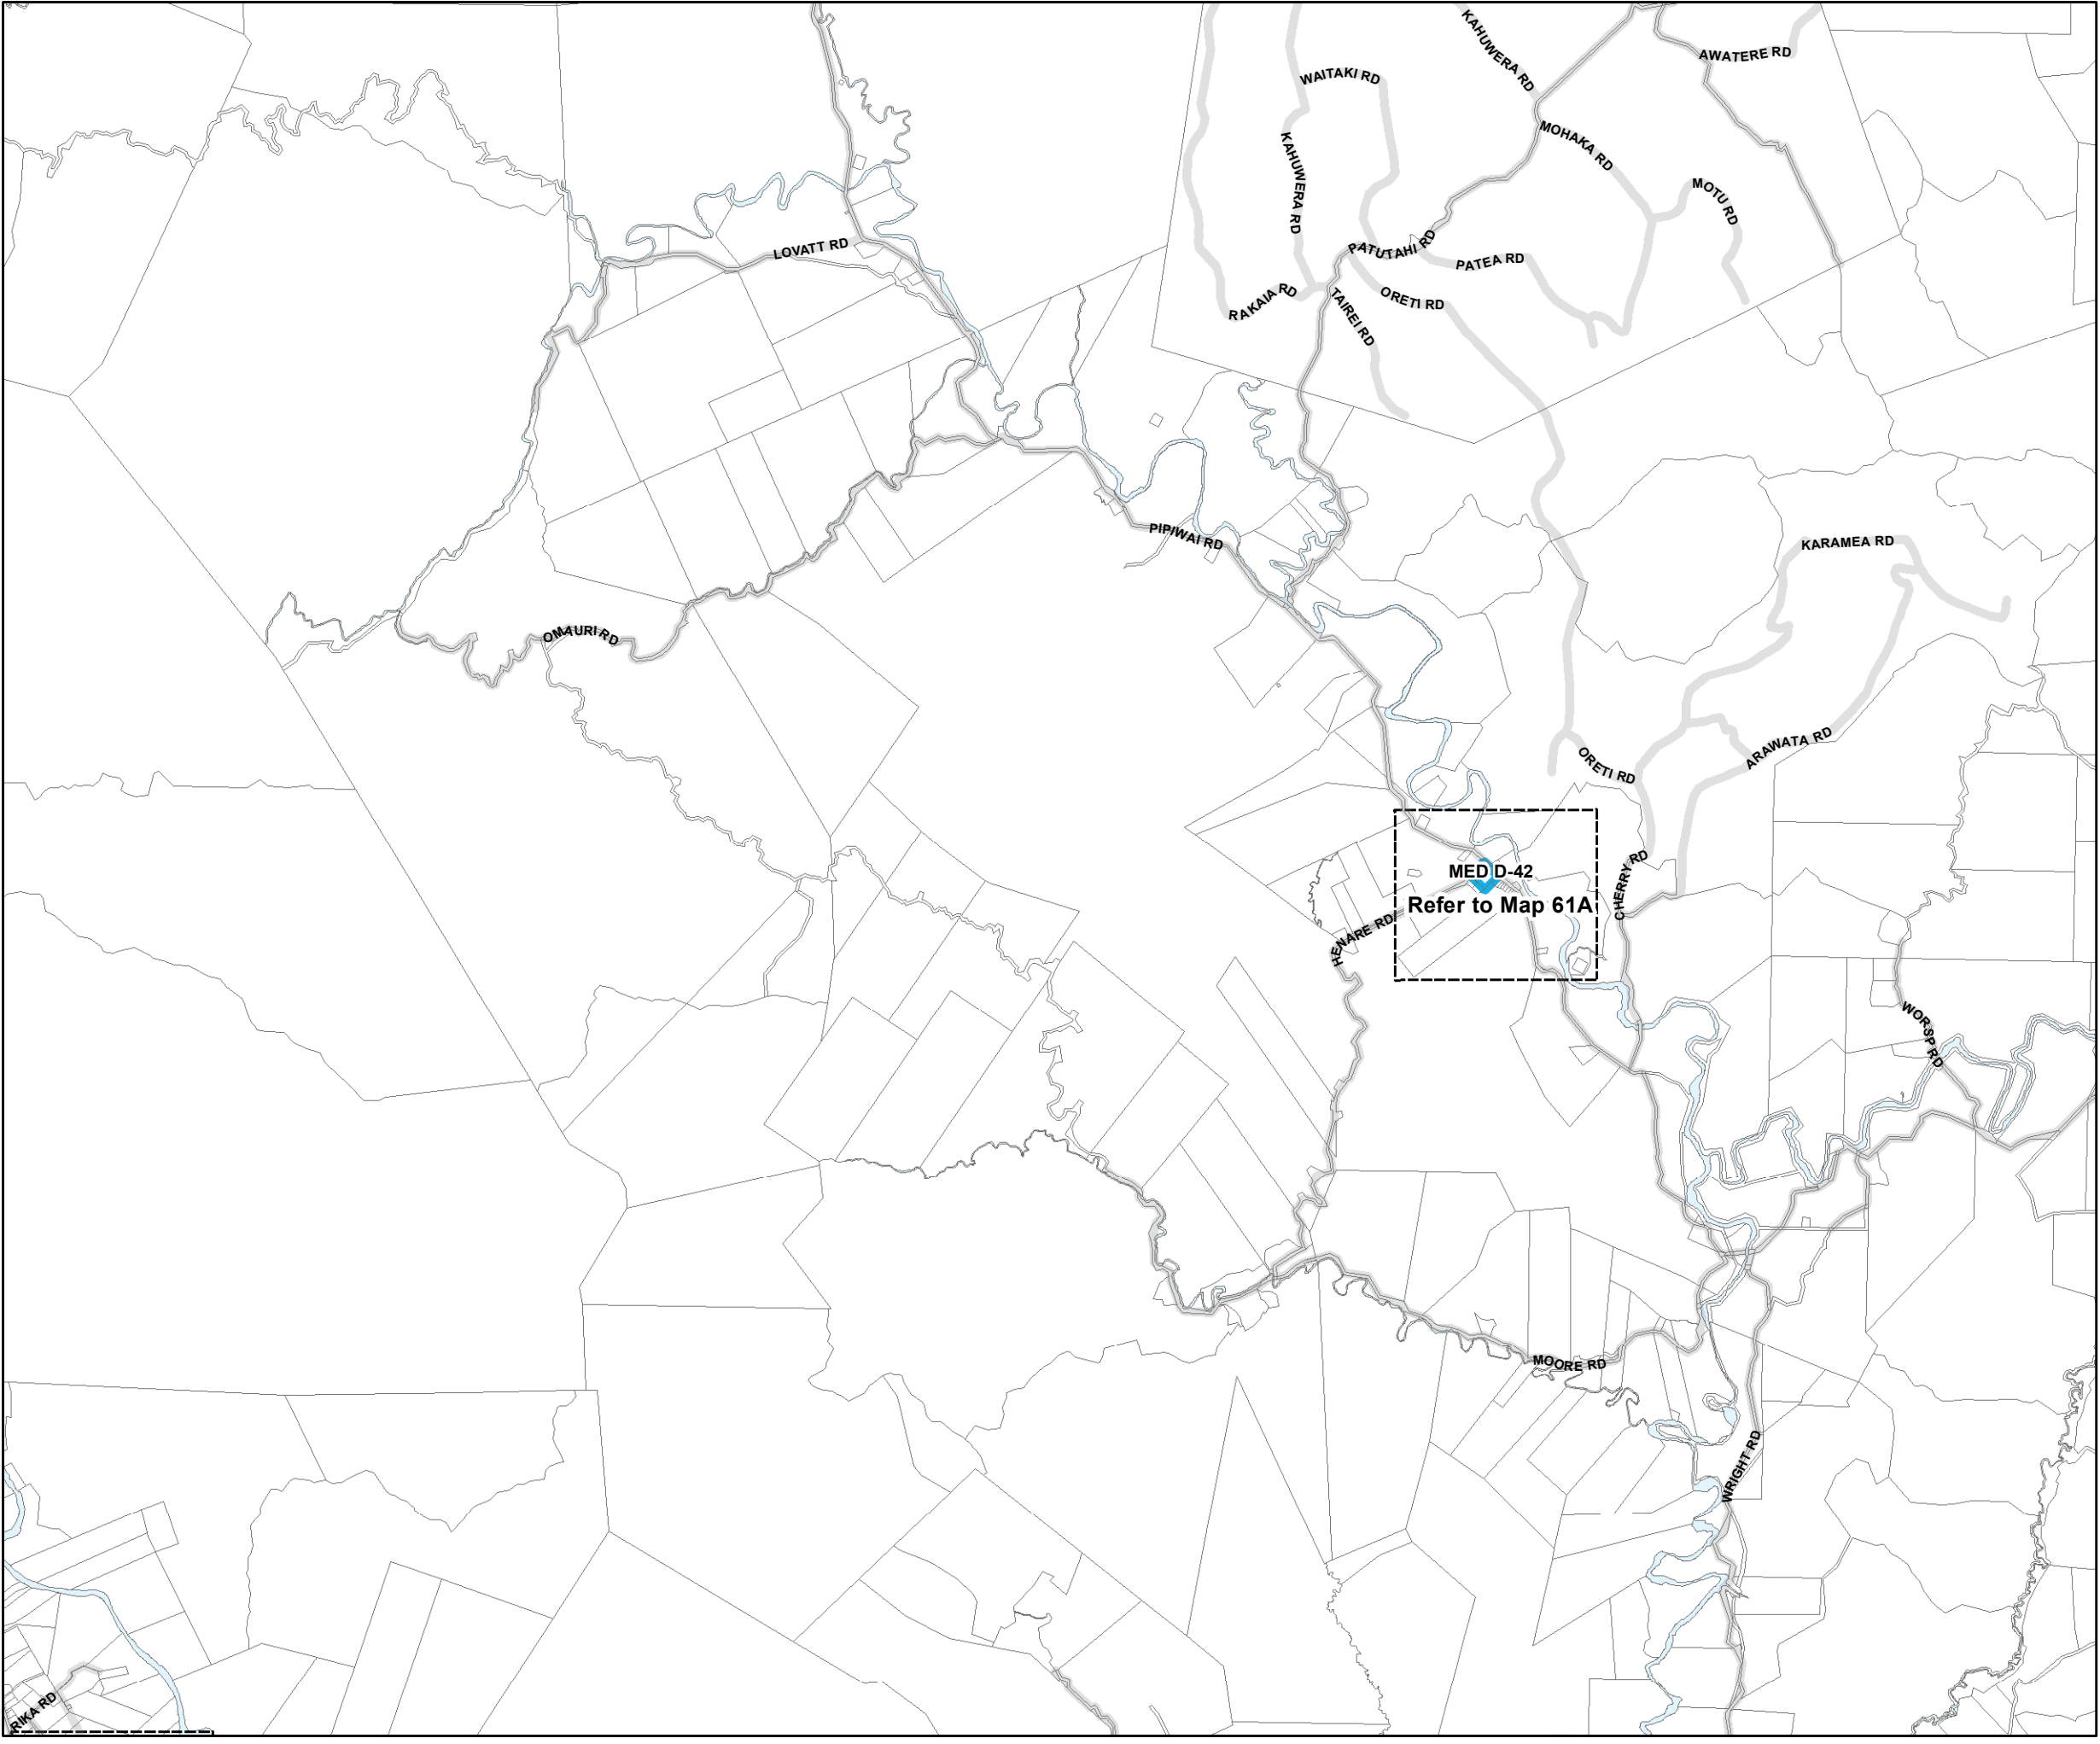 KAHUWERA RD
AWATERE RD
WAITAKI RD
MOHAKA RD
KAHUWERA RD
MOTU RD
LOVATT RD
PATUTAHI RD
PATEA RD
RAKAIA RD
TAIREI RD
ORETI RD
PIPIWAI RD
KARAMEA RD
OMAURI RD
ARAWATA RD
ORETI RD
MED D-42
CHERRY RD
Refer to Map 61A
HENARE RD
WORSP RD
MOORE RD
WRIGHT RD
RIKA RD